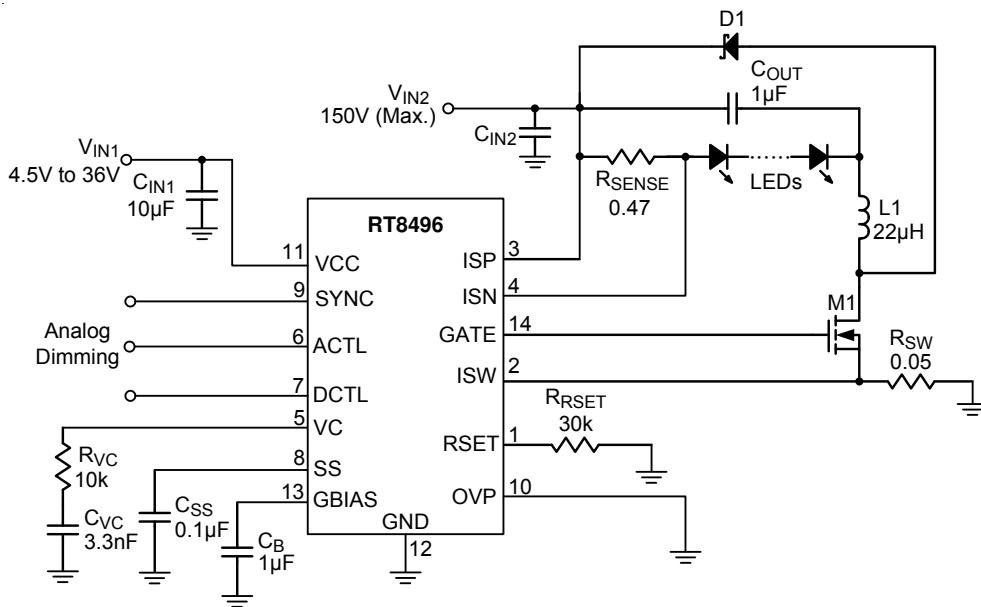 D1
C_OUT
1µF
V_IN2
150V (Max.)
C_IN2
V_IN1
4.5V to 36V
C_IN1
10µF
R_SENSE
0.47
LEDs
L1
22µH
RT8496
11
VCC
ISP
3
9
SYNC
ISN
4
Analog
Dimming
6
ACTL
GATE
14
M1
7
DCTL
ISW
2
R_SW
0.05
5
VC
R_RSET
30k
R_VC
10k
RSET
1
8
SS
13
GBIAS
OVP
10
C_VC
3.3nF
C_SS
0.1µF
C_B
1µF
GND
12